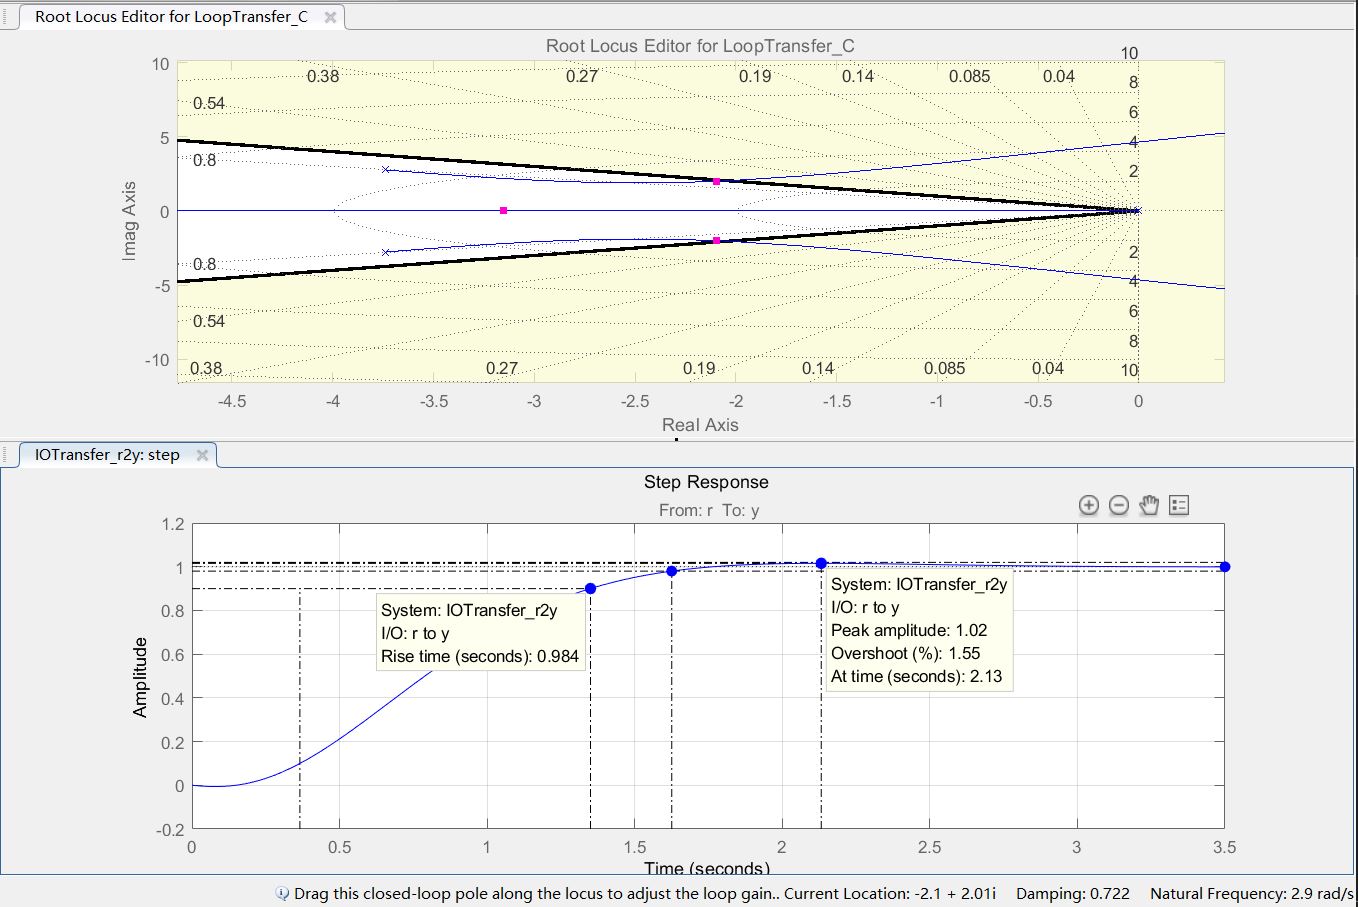 Root Locus Editor for LoopTransfer_C
Root Locus Editor for LoopTransfer_C
10
10
0.38 0.27 0.19 0.14 0.085 0.04
8
0.54
6
5
4
0.8
2
0
Imag Axis
2
0.8
4
-5
6
0.54
8
-10
0.38 0.27 0.19 0.14 0.085 0.04
10
-4.5 -4 -3.5 -3 -2.5 -2 -1.5 -1 -0.5 0
Real Axis
IOTransfer_r2y: step
Step Response
From: r To: y
1.2
1
0.8
0.6
0.4
0.2
0
-0.2
Amplitude
System: IOTransfer_r2y
I/O: r to y
Rise time (seconds): 0.984
System: IOTransfer_r2y
I/O: r to y
Peak amplitude: 1.02
Overshoot (%): 1.55
At time (seconds): 2.13
0 0.5 1 1.5 2 2.5 3 3.5
Time (seconds)
Drag this closed-loop pole along the locus to adjust the loop gain.. Current Location: -2.1 + 2.01i Damping: 0.722 Natural Frequency: 2.9 rad/s